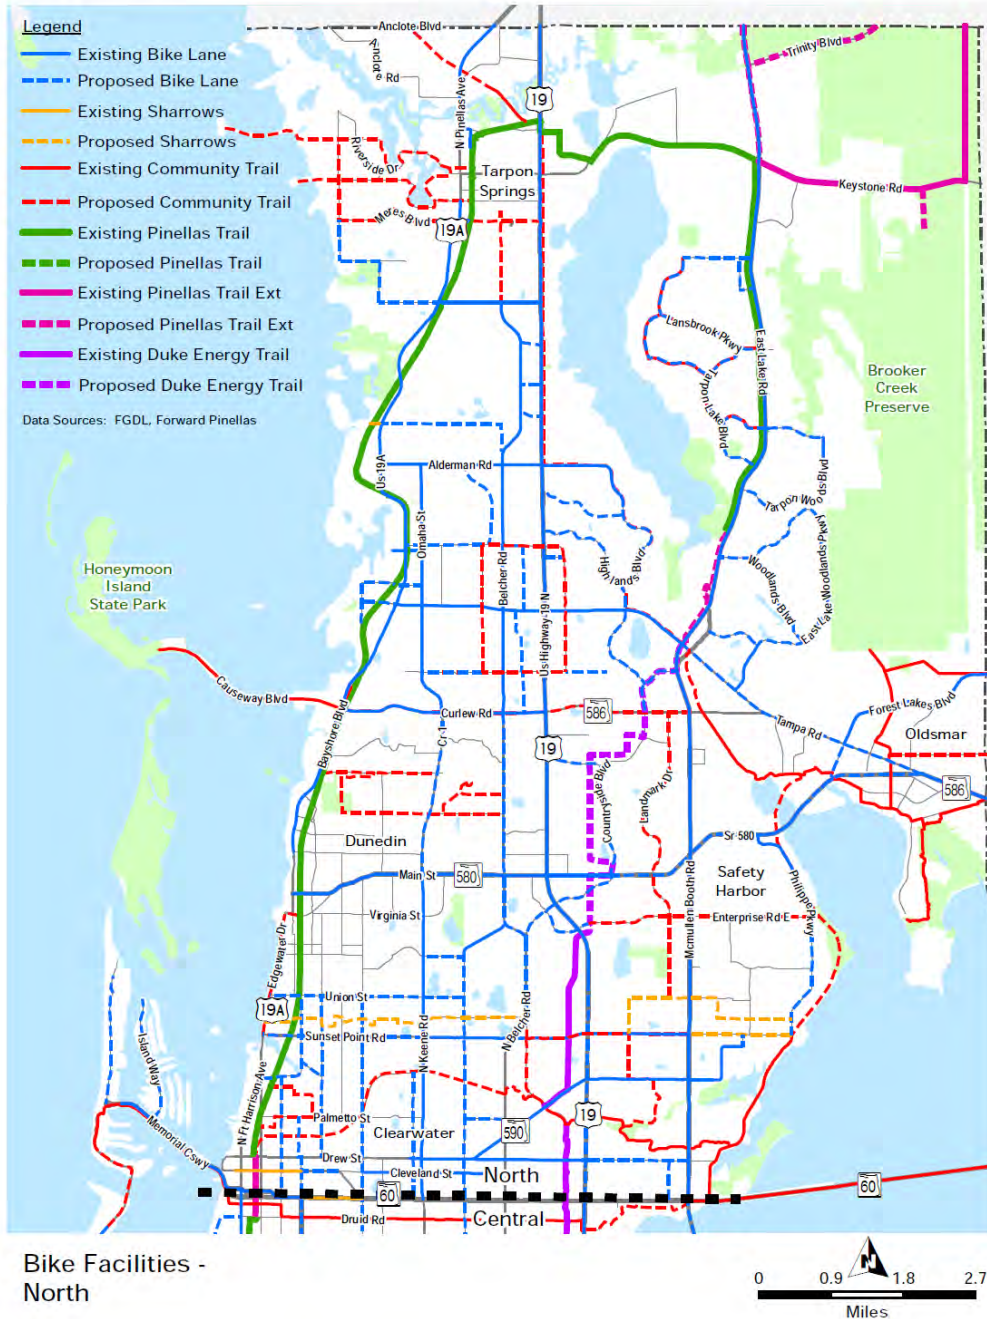 Legend
Existing Bike Lane
Proposed Bike Lane
Existing Sharrows
Proposed Sharrows
Existing Community Trail
Proposed Community Trail
Existing Pinellas Trail
Proposed Pinellas Trail
Existing Pinellas Trail Ext
Proposed Pinellas Trail Ext
Existing Duke Energy Trail
Proposed Duke Energy Trail
Data Sources: FGDL, Forward Pinellas
Anclote Blvd
Anclote Rd
N Pinellas Ave
19
Trinity Blvd
Riverside Dr
Tarpon
Springs
Keystone Rd
Meres Blvd
19A
Lansbrook Pkwy
East Lake Rd
Tarpon Lake Blvd
Brooker
Creek
Preserve
Us 19A
Alderman Rd
Tarpon Woods Blvd
Omaha St
Belcher Rd
Highlands Blvd
Woodlands Blvd
East Lake Woodlands Pkwy
Honeymoon
Island
State Park
Us Highway 19 N
Causeway Blvd
Bayshore Blvd
Curlew Rd
586
Cr 1
19
Tampa Rd
Forest Lakes Blvd
Oldsmar
586
Countryside Blvd
Landmark Dr
Dunedin
Sr 580
Main St
580
Safety
Harbor
Mcmullen Booth Rd
Philippe Pkwy
Virginia St
Enterprise Rd E
Edgewater Dr
Union St
19A
Sunset Point Rd
N Keene Rd
N Belcher Rd
Island Way
N Ft Harrison Ave
Palmetto St
Clearwater
590
19
Memorial Cswy
Drew St
Cleveland St
North
60
60
Druid Rd
Central
Bike Facilities -
North
N
0 0.9 1.8 2.7
Miles